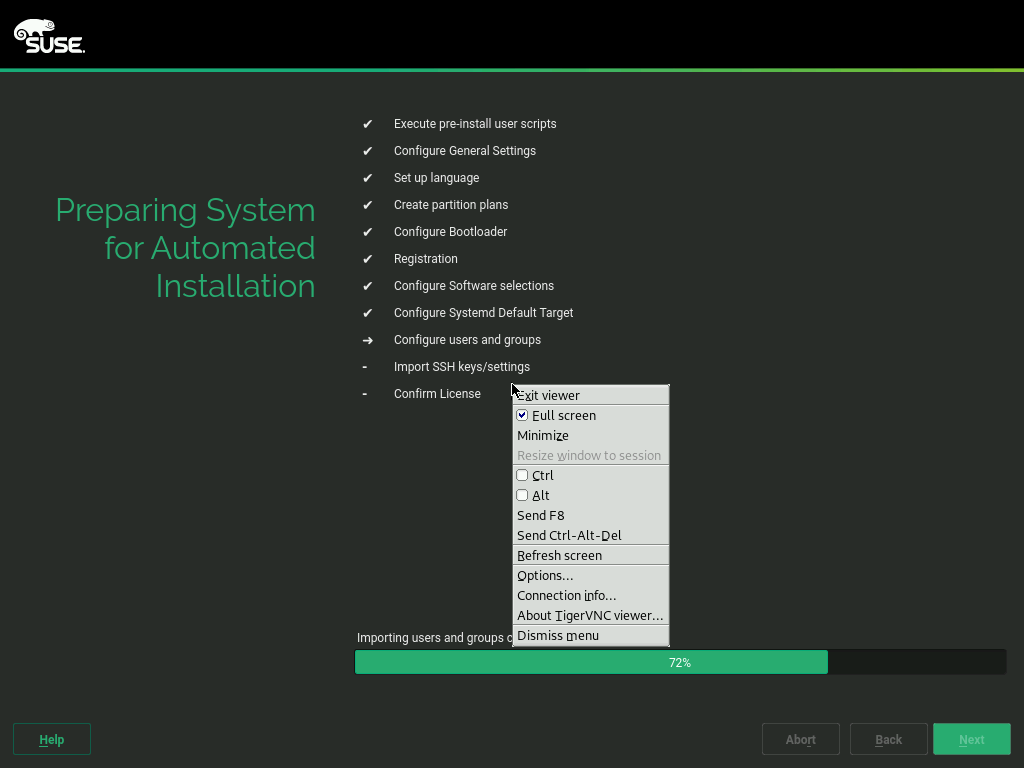 SUSE
Preparing System
for Automated
Installation
✔ Execute pre-install user scripts
✔ Configure General Settings
✔ Set up language
✔ Create partition plans
✔ Configure Bootloader
✔ Registration
✔ Configure Software selections
✔ Configure Systemd Default Target
➜ Configure users and groups
- Import SSH keys/settings
- Confirm License
Exit viewer
Full screen
Minimize
Resize window to session
Ctrl
Alt
Send F8
Send Ctrl-Alt-Del
Refresh screen
Options...
Connection info...
About TigerVNC viewer...
Dismiss menu
Importing users and groups
72%
Help
Abort
Back
Next